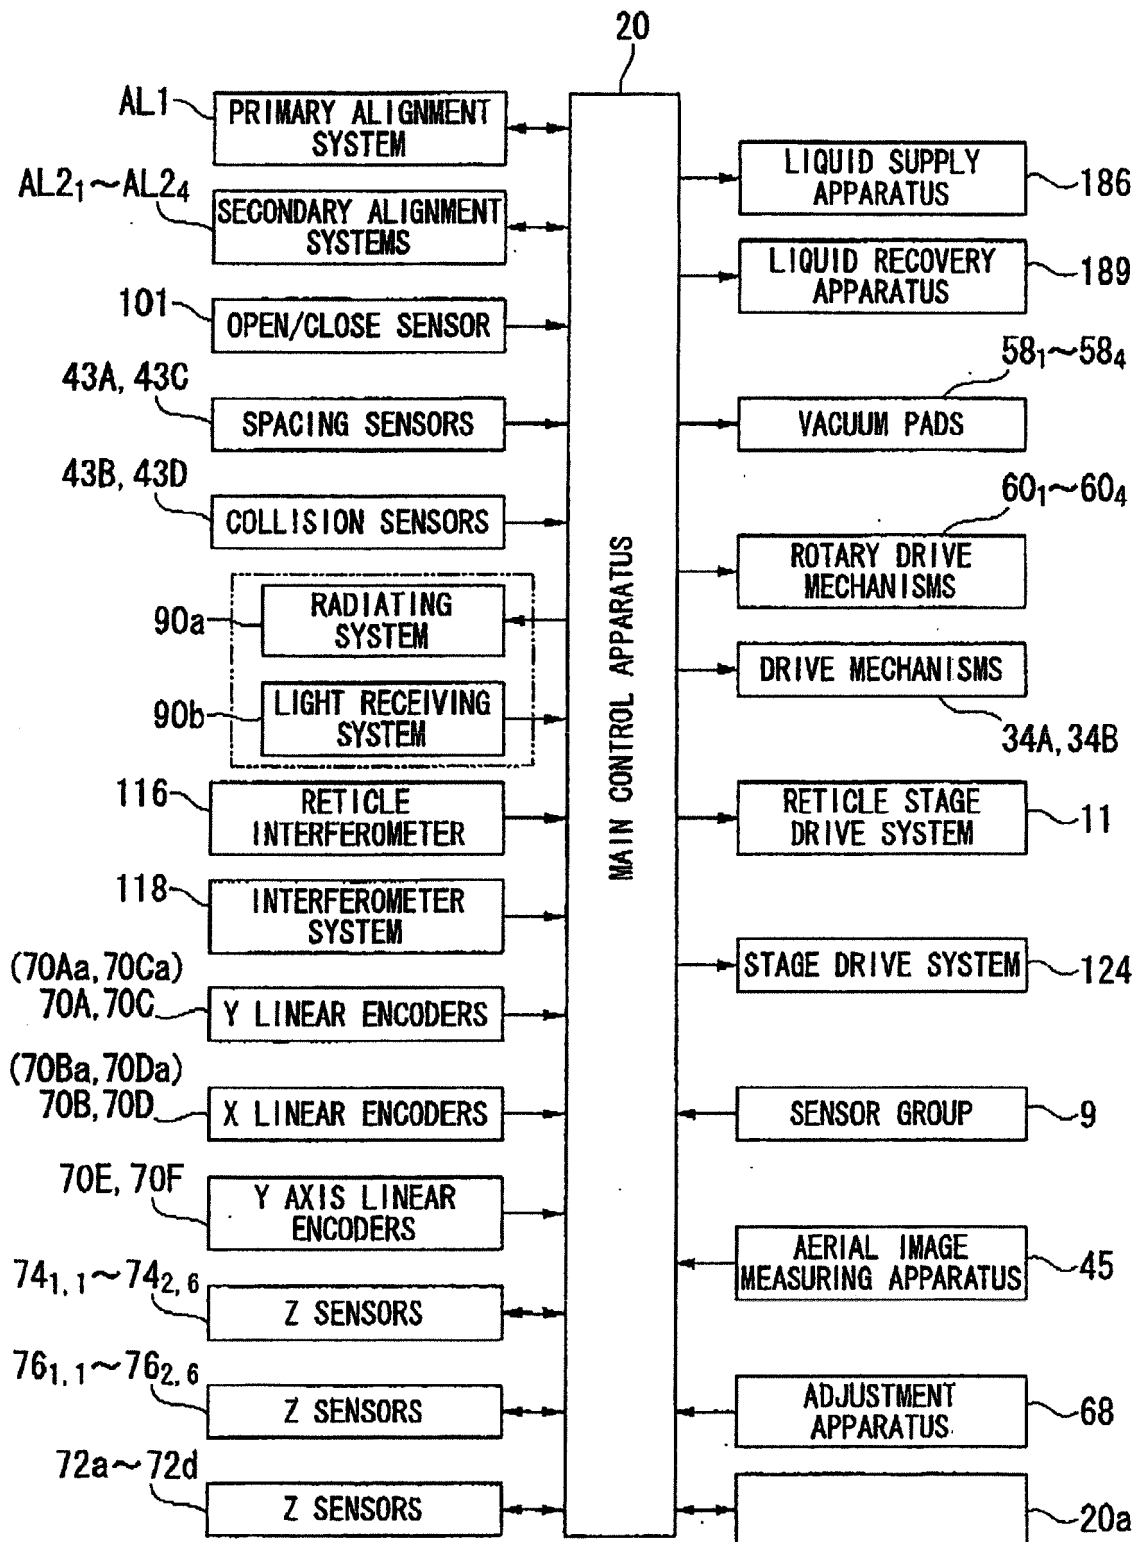 20
AL1
PRIMARY ALIGNMENT
SYSTEM
AL2₁~AL2₄
SECONDARY ALIGNMENT
SYSTEMS
101
OPEN/CLOSE SENSOR
43A, 43C
SPACING SENSORS
43B, 43D
COLLISION SENSORS
90a
RADIATING
SYSTEM
90b
LIGHT RECEIVING
SYSTEM
116
RETICLE
INTERFEROMETER
118
INTERFEROMETER
SYSTEM
(70Aa, 70Ca)
70A, 70C
Y LINEAR ENCODERS
(70Ba, 70Da)
70B, 70D
X LINEAR ENCODERS
70E, 70F
Y AXIS LINEAR
ENCODERS
74₁,₁~74₂,₆
Z SENSORS
76₁,₁~76₂,₆
Z SENSORS
72a~72d
Z SENSORS
MAIN CONTROL APPARATUS
LIQUID SUPPLY
APPARATUS
186
LIQUID RECOVERY
APPARATUS
189
58₁~58₄
VACUUM PADS
60₁~60₄
ROTARY DRIVE
MECHANISMS
DRIVE MECHANISMS
34A, 34B
RETICLE STAGE
DRIVE SYSTEM
11
STAGE DRIVE SYSTEM
124
SENSOR GROUP
9
AERIAL IMAGE
MEASURING APPARATUS
45
ADJUSTMENT
APPARATUS
68
20a